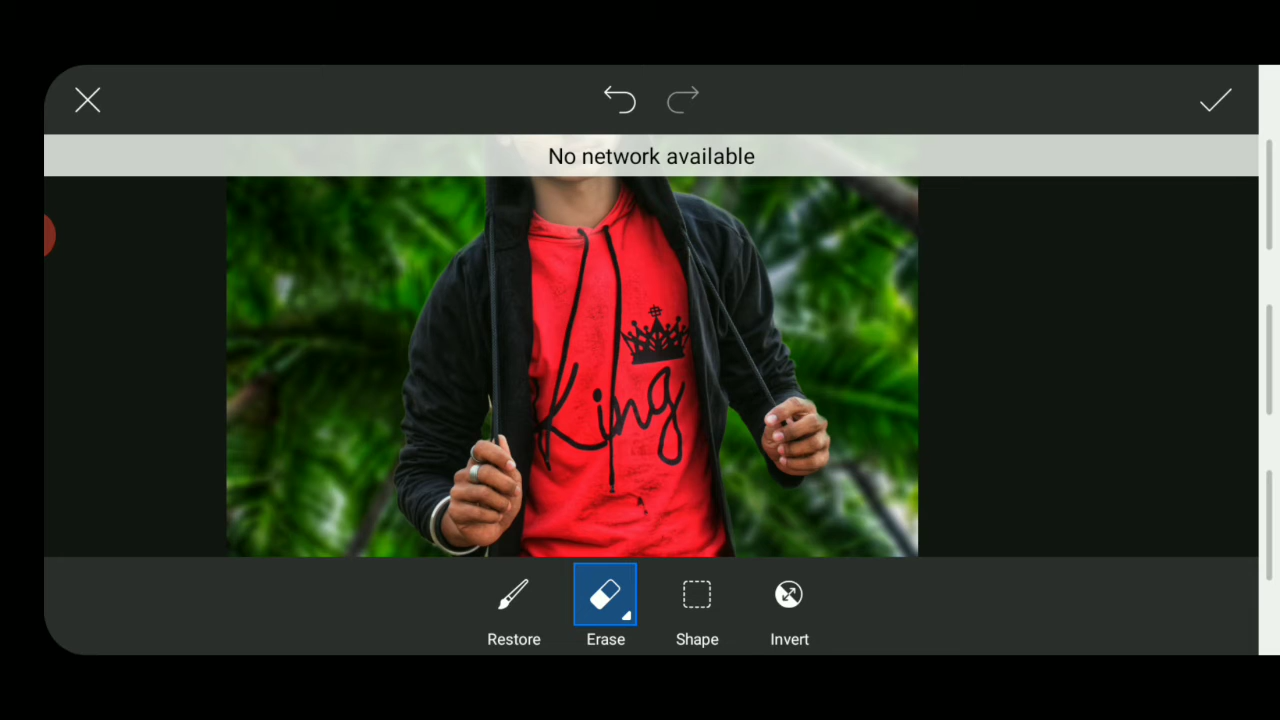 No network available
King
Restore
Erase
Shape
Invert